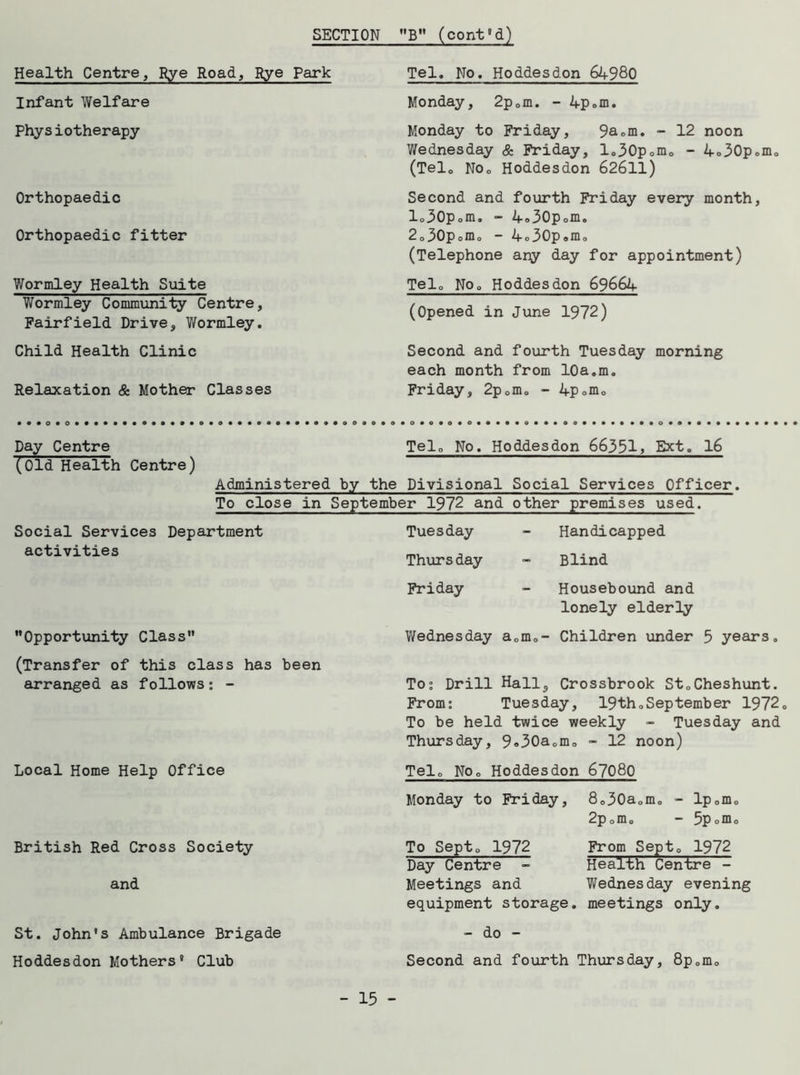 SECTION "B" (cont'd)
Health Centre, Rye Road, Rye Park Tel. No. Hoddesdon 64980
Infant Welfare Monday, 2p.m. - 4p.m.
Physiotherapy Monday to Friday, 9a.m. - 12 noon
Wednesday & Friday, 1.30p.m. - 4.30p.m.
(Tel. No. Hoddesdon 62611)
Orthopaedic Second and fourth Friday every month,
1.30p.m. - 4.30p.m.
Orthopaedic fitter 2.30p.m. - 4.30p.m.
(Telephone any day for appointment)
Wormley Health Suite Tel. No. Hoddesdon 69664
Wormley Community Centre,
Fairfield Drive, Wormley.
(Opened in June 1972)
Child Health Clinic Second and fourth Tuesday morning
each month from 10a.m.
Relaxation & Mother Classes Friday, 2p.m. - 4p.m.
Day Centre Tel. No. Hoddesdon 66351, Ext. 16
(Old Health Centre)
Administered by the Divisional Social Services Officer.
To close in September 1972 and other premises used.
Social Services Department Tuesday - Handicapped
activities
Thursday - Blind
Friday - Housebound and
lonely elderly
"Opportunity Class" Wednesday a.m.- Children under 5 years.
(Transfer of this class has been
arranged as follows: - To: Drill Hall, Crossbrook St.Cheshunt.
From: Tuesday, 19th.September 1972.
To be held twice weekly - Tuesday and
Thursday, 9.30a.m. - 12 noon)
Local Home Help Office Tel. No. Hoddesdon 67080
Monday to Friday, 8.30a.m. - 1p.m.
2p.m. - 5p.m.
British Red Cross Society To Sept. 1972 From Sept. 1972
Day Centre - Health Centre -
and Meetings and Wednesday evening
equipment storage. meetings only.
St. John's Ambulance Brigade - do -
Hoddesdon Mothers' Club Second and fourth Thursday, 8p.m.
- 15 -